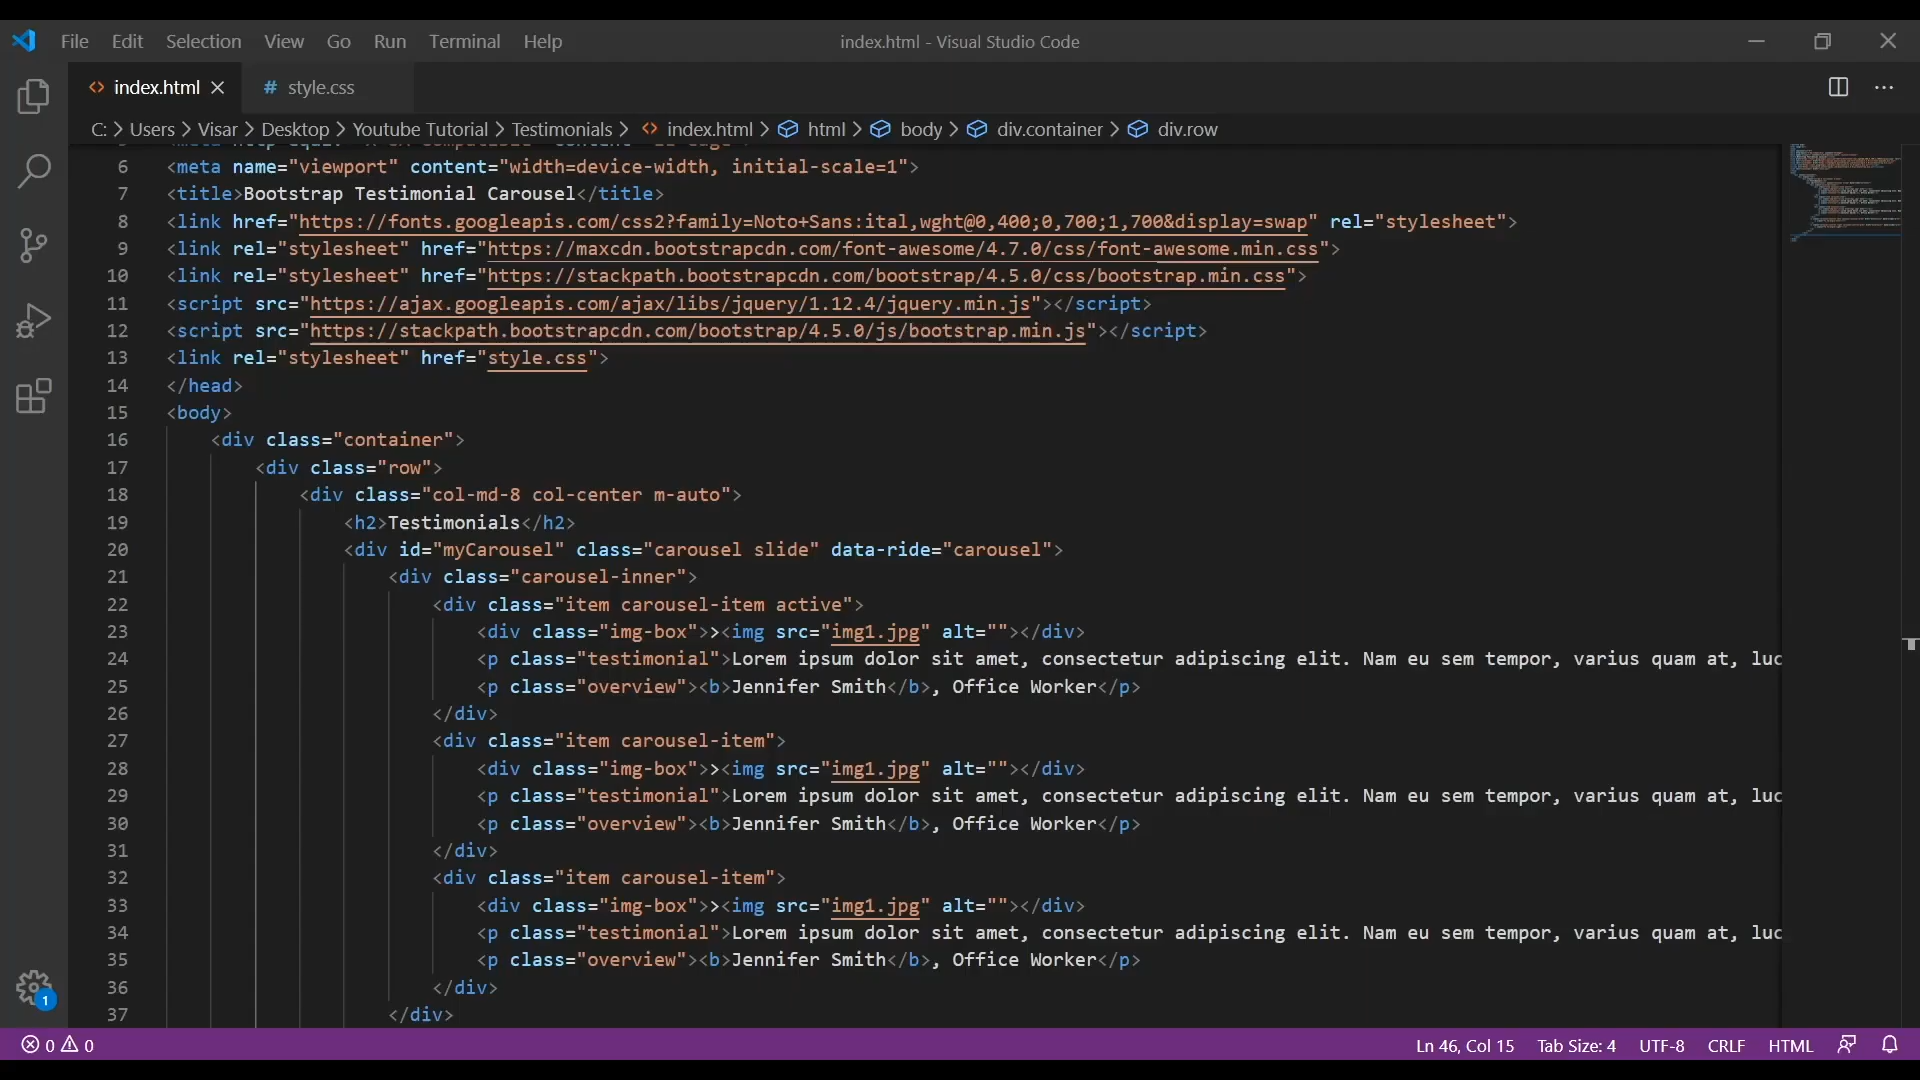 File Edit Selection View Go Run Terminal Help
index.html - Visual Studio Code
<> index.html × # style.css
C: > Users > Visar > Desktop > Youtube Tutorial > Testimonials > <> index.html > html > body > div.container > div.row
6 <meta name="viewport" content="width=device-width, initial-scale=1">
7 <title>Bootstrap Testimonial Carousel</title>
8 <link href="https://fonts.googleapis.com/css2?family=Noto+Sans:ital,wght@0,400;0,700;1,700&display=swap" rel="stylesheet">
9 <link rel="stylesheet" href="https://maxcdn.bootstrapcdn.com/font-awesome/4.7.0/css/font-awesome.min.css">
10 <link rel="stylesheet" href="https://stackpath.bootstrapcdn.com/bootstrap/4.5.0/css/bootstrap.min.css">
11 <script src="https://ajax.googleapis.com/ajax/libs/jquery/1.12.4/jquery.min.js"></script>
12 <script src="https://stackpath.bootstrapcdn.com/bootstrap/4.5.0/js/bootstrap.min.js"></script>
13 <link rel="stylesheet" href="style.css">
14 </head>
15 <body>
16 <div class="container">
17 <div class="row">
18 <div class="col-md-8 col-center m-auto">
19 <h2>Testimonials</h2>
20 <div id="myCarousel" class="carousel slide" data-ride="carousel">
21 <div class="carousel-inner">
22 <div class="item carousel-item active">
23 <div class="img-box">><img src="img1.jpg" alt=""></div>
24 <p class="testimonial">Lorem ipsum dolor sit amet, consectetur adipiscing elit. Nam eu sem tempor, varius quam at, luc
25 <p class="overview"><b>Jennifer Smith</b>, Office Worker</p>
26 </div>
27 <div class="item carousel-item">
28 <div class="img-box">><img src="img1.jpg" alt=""></div>
29 <p class="testimonial">Lorem ipsum dolor sit amet, consectetur adipiscing elit. Nam eu sem tempor, varius quam at, luc
30 <p class="overview"><b>Jennifer Smith</b>, Office Worker</p>
31 </div>
32 <div class="item carousel-item">
33 <div class="img-box">><img src="img1.jpg" alt=""></div>
34 <p class="testimonial">Lorem ipsum dolor sit amet, consectetur adipiscing elit. Nam eu sem tempor, varius quam at, luc
35 <p class="overview"><b>Jennifer Smith</b>, Office Worker</p>
36 </div>
37 </div>
1
0 0 Ln 46, Col 15 Tab Size: 4 UTF-8 CRLF HTML